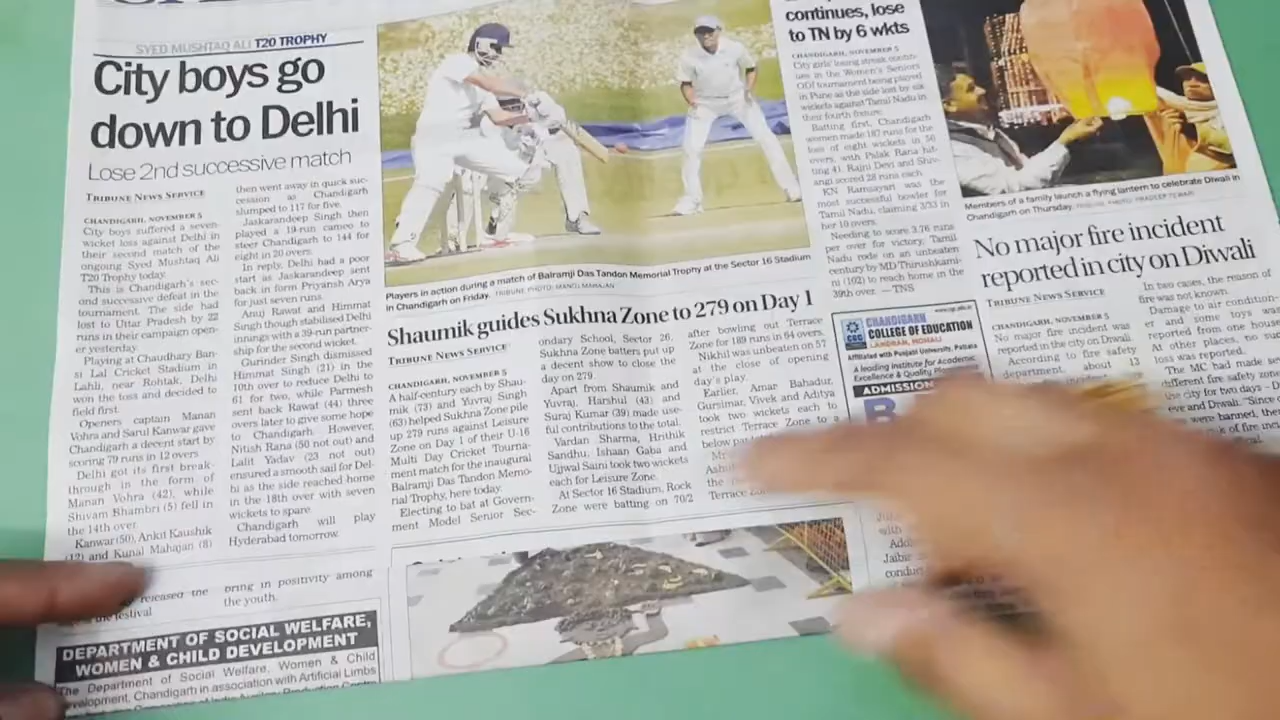 SYED MUSHTAQ ALI T20 TROPHY
City boys go
down to Delhi
Lose 2nd successive match
TRIBUNE NEWS SERVICE
CHANDIGARH, NOVEMBER 5
City boys suffered a seven-
wicket loss against Delhi in
their second match of the
ongoing Syed Mushtaq Ali
T20 Trophy today.
This is Chandigarh's sec-
ond successive defeat in the
tournament. The side had
lost to Uttar Pradesh by 22
runs in their campaign open-
er yesterday.
Playing at Chaudhary Ban-
si Lal Cricket Stadium in
Lahli, near Rohtak, Delhi
won the toss and decided to
field first.
Openers captain Manan
Vohra and Sarul Kanwar gave
Chandigarh a decent start by
scoring 79 runs in 12 overs.
Delhi got its first break-
through in the form of
Manan Vohra (42), while
Shivam Bhambri (5) fell in
the 14th over.
Kanwar (50), Ankit Kaushik
(12) and Kunal Mahajan (8)
then went away in quick suc-
cession as Chandigarh
slumped to 117 for five.
Jaskarandeep Singh then
played a 19-run cameo to
steer Chandigarh to 144 for
eight in 20 overs.
In reply, Delhi had a poor
start as Jaskarandeep sent
back in form Priyansh Arya
for just seven runs.
Anuj Rawat and Himmat
Singh though stabilised Delhi
innings with a 39-run partner-
ship for the second wicket.
Gurinder Singh dismissed
Himmat Singh (21) in the
10th over to reduce Delhi to
61 for two, while Parmesh
sent back Rawat (44) three
overs later to give some hope
to Chandigarh. However,
Nitish Rana (50 not out) and
Lalit Yadav (23 not out)
ensured a smooth sail for Del-
hi as the side reached home
in the 18th over with seven
wickets to spare.
Chandigarh will play
Hyderabad tomorrow.
released the
the festival
bring in positivity among
the youth.
DEPARTMENT OF SOCIAL WELFARE,
WOMEN & CHILD DEVELOPMENT
The Department of Social Welfare, Women & Child
Development, Chandigarh in association with Artificial Limbs
Players in action during a match of Balramji Das Tandon Memorial Trophy at the Sector 16 Stadium
in Chandigarh on Friday. TRIBUNE PHOTO: MANOJ MAHAJAN
Shaumik guides Sukhna Zone to 279 on Day 1
TRIBUNE NEWS SERVICE
CHANDIGARH, NOVEMBER 5
A half-century each by Shau-
mik (73) and Yuvraj Singh
(63) helped Sukhna Zone pile
up 279 runs against Leisure
Zone on Day 1 of their U-16
Multi Day Cricket Tourna-
ment match for the inaugural
Balramji Das Tandon Memo-
rial Trophy, here today.
Electing to bat at Govern-
ment Model Senior Sec-
ondary School, Sector 26,
Sukhna Zone batters put up
a decent show to close the
day on 279.
Apart from Shaumik and
Yuvraj, Harshul (43) and
Suraj Kumar (39) made use-
ful contributions to the total.
Vardan Sharma, Hrithik
Sandhu, Ishaan Gaba and
Ujjwal Saini took two wickets
each for Leisure Zone.
At Sector 16 Stadium, Rock
Zone were batting on 70/2
after bowling out Terrace
Zone for 189 runs in 64 overs.
Nikhil was unbeaten on 57
at the close of opening
day's play.
Earlier, Amar Bahadur,
Gursimar, Vivek and Aditya
took two wickets each to
restrict Terrace Zone to a
below
the
Terrace
continues, lose
to TN by 6 wkts
CHANDIGARH, NOVEMBER 5
City girls' losing streak contin-
ues in the Women's Seniors
ODI tournament being played
in Pune as the side lost by six
wickets against Tamil Nadu in
their fourth fixture.
Batting first, Chandigarh
women made 187 runs for the
loss of eight wickets in 50
overs, with Palak Rana hit-
ting 41. Rajni Devi and Shiv-
angi scored 28 runs each.
KN Ramsyasri was the
most successful bowler for
Tamil Nadu, claiming 3/33 in
her 10 overs.
Needing to score 3.76 runs
per over for victory, Tamil
Nadu rode on an unbeaten
century by MD Thirushkami-
ni (102) to reach home in the
39th over. — TNS
CHANDIGARH
COLLEGE OF EDUCATION
LANDRAN, MOHALI
CGC
Affiliated with Punjabi University, Patiala
A leading Institute for Academic
Excellence & Quality
ADMISSION
B
with
Jaibir
conduc
Members of a family launch a flying lantern to celebrate Diwali in
Chandigarh on Thursday. TRIBUNE PHOTO: PRADEEP TEWARI
No major fire incident
reported in city on Diwali
TRIBUNE NEWS SERVICE
CHANDIGARH, NOVEMBER 5
No major fire incident was
reported in the city on Diwali.
According to fire safety
department, about 13
In two cases, the reason of
fire was not known.
Damage to air condition-
er and some toys was
reported from one house
At other places, no
loss was reported.
The MC had made
different fire safety zone
the city for two days
eve and Diwali. "Since
were banned, the
of fire